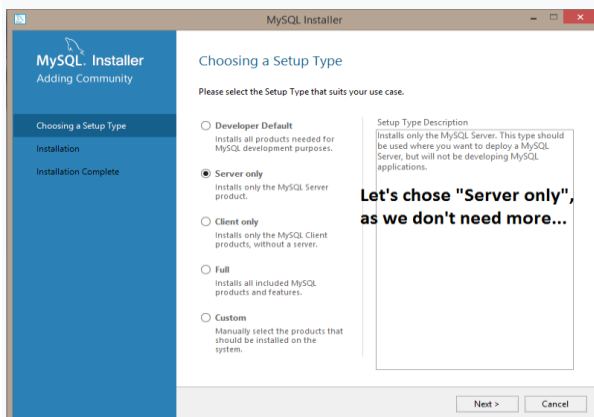 MySQL Installer
MySQL. Installer
Adding Community
Choosing a Setup Type
Installation
Installation Complete
Choosing a Setup Type
Please select the Setup Type that suits your use case.
Developer Default
Installs all products needed for
MySQL development purposes.
Server only
Installs only the MySQL Server
product.
Client only
Installs only the MySQL Client
products, without a server.
Full
Installs all included MySQL
products and features.
Custom
Manually select the products that
should be installed on the
system.
Setup Type Description
Installs only the MySQL Server. This type should
be used where you want to deploy a MySQL
Server, but will not be developing MySQL
applications.
Let's chose "Server only",
as we don't need more...
Next >
Cancel